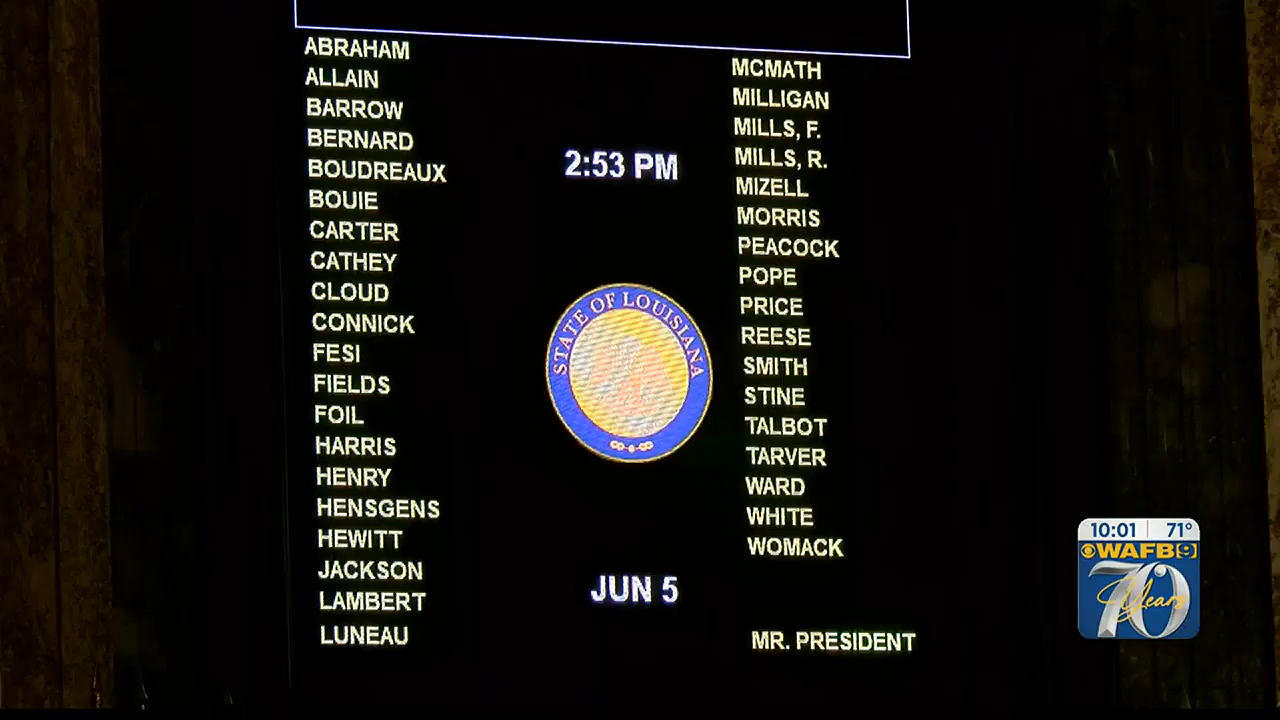 ABRAHAM
ALLAIN
BARROW
BERNARD
BOUDREAUX
BOUIE
CARTER
CATHEY
CLOUD
CONNICK
FESI
FIELDS
FOIL
HARRIS
HENRY
HENSGENS
HEWITT
JACKSON
LAMBERT
LUNEAU
2:53 PM
STATE OF LOUISIANA
JUN 5
MCMATH
MILLIGAN
MILLS, F.
MILLS, R.
MIZELL
MORRIS
PEACOCK
POPE
PRICE
REESE
SMITH
STINE
TALBOT
TARVER
WARD
WHITE
WOMACK
MR. PRESIDENT
10:01 71°
WAFB 9
70
Years